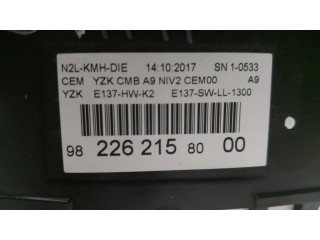 N2L-KMH-DIE 14:10:2017 SN 1-0533
CEM YZK CMB A9 NIV2 CEM00 A9
YZK E137-HW-K2 E137-SW-LL-1300
98 226 215 80 00